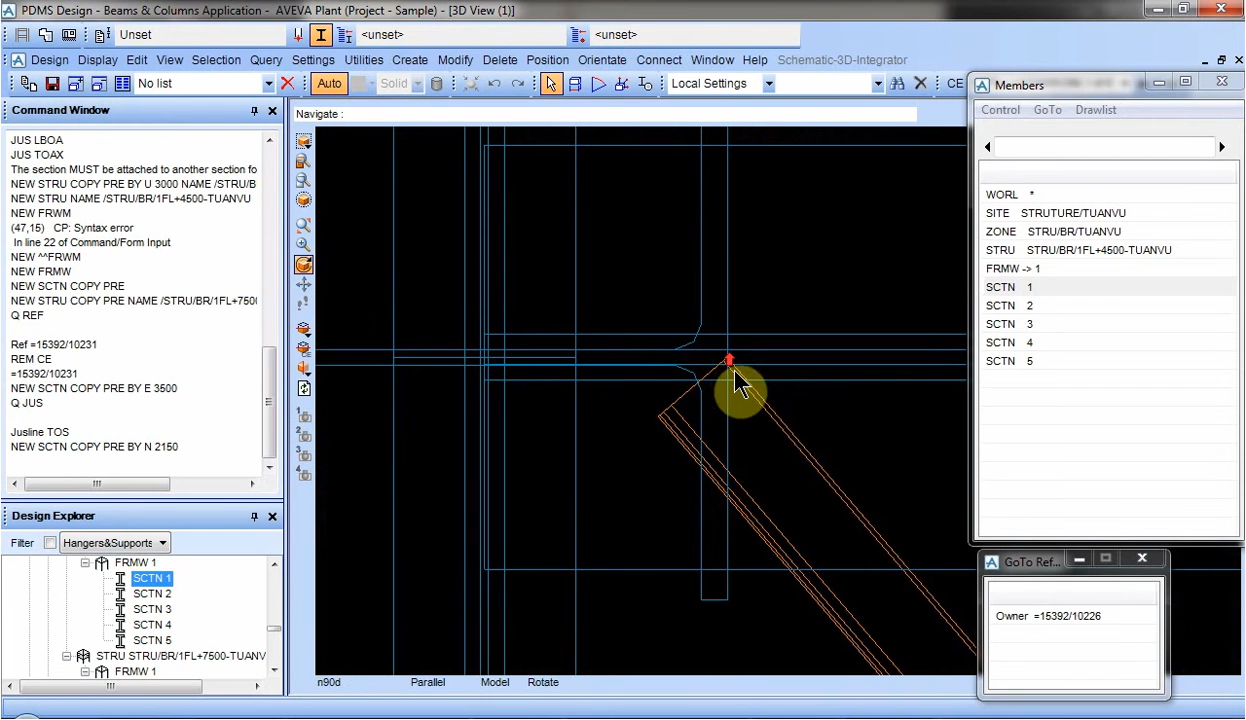 PDMS Design - Beams & Columns Application - AVEVA Plant (Project - Sample) - [3D View (1)]
Unset
<unset>
<unset>
Design Display Edit View Selection Query Settings Utilities Create Modify Delete Position Orientate Connect Window Help Schematic-3D-Integrator
No list
Auto
Solid
Local Settings
CE
Command Window
JUS LBOA
JUS TOAX
The section MUST be attached to another section fo
NEW STRU COPY PRE BY U 3000 NAME /STRU/B
NEW STRU NAME /STRU/BR/1FL+4500-TUANVU
NEW FRWM
(47,15) CP: Syntax error
In line 22 of Command/Form Input
NEW ^^FRWM
NEW FRMW
NEW SCTN COPY PRE
NEW STRU COPY PRE NAME /STRU/BR/1FL+750
Q REF
Ref =15392/10231
REM CE
=15392/10231
NEW SCTN COPY PRE BY E 3500
Q JUS
Jusline TOS
NEW SCTN COPY PRE BY N 2150
Design Explorer
Filter
Hangers&Supports
FRMW 1
SCTN 1
SCTN 2
SCTN 3
SCTN 4
SCTN 5
STRU STRU/BR/1FL+7500-TUANV
FRMW 1
Navigate :
1
2
3
4
n90d
Parallel
Model
Rotate
Members
Control GoTo Drawlist
WORL *
SITE STRUTURE/TUANVU
ZONE STRU/BR/TUANVU
STRU STRU/BR/1FL+4500-TUANVU
FRMW -> 1
SCTN 1
SCTN 2
SCTN 3
SCTN 4
SCTN 5
GoTo Ref...
Owner =15392/10226